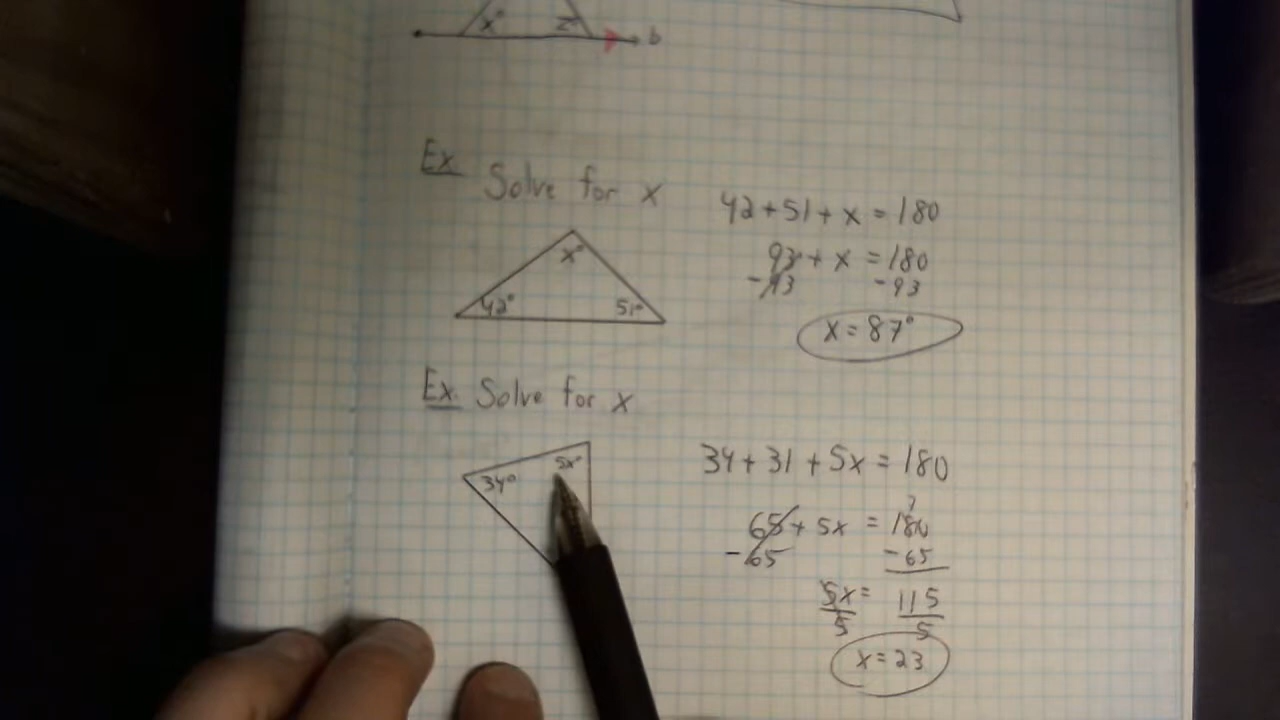 x° z° b
Ex Solve for x
42+51+x=180
x°
93+x=180
-93 -93
42° 51°
x=87°
Ex. Solve for x
34+31+5x=180
5x°
34°
7
65+5x=180
-65 -65
5x= 115
5 5
x=23